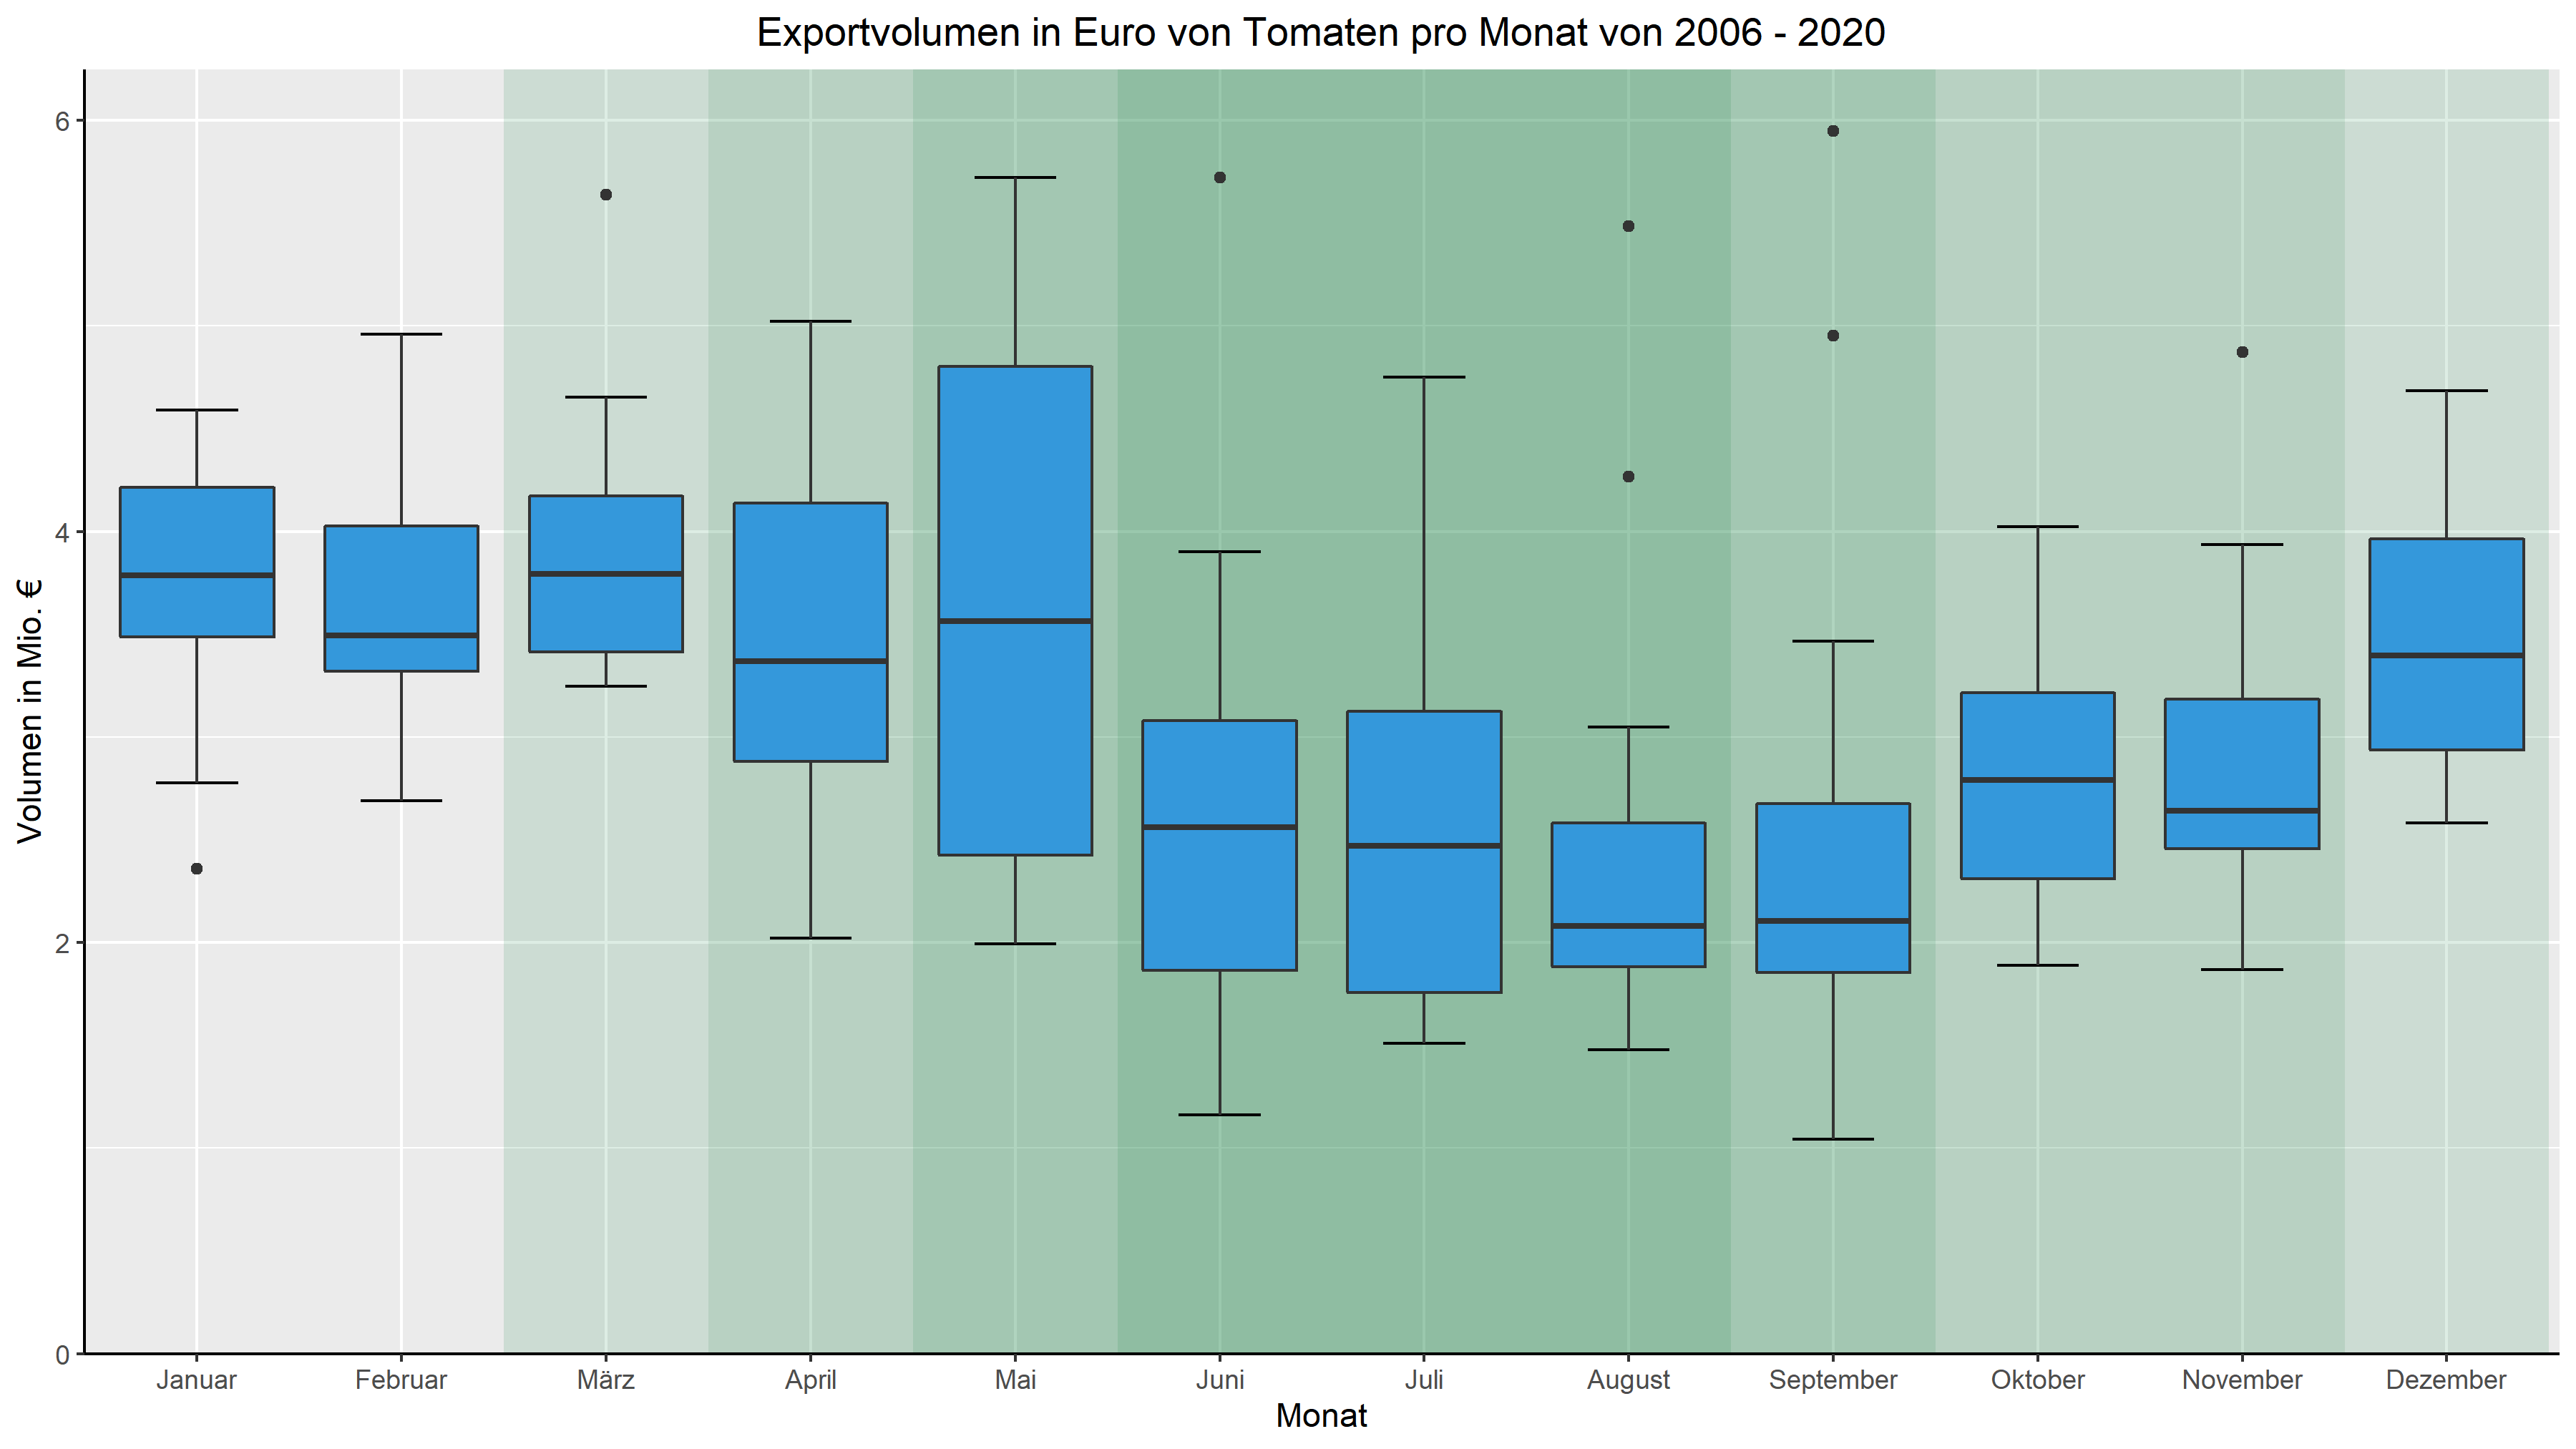 Exportvolumen in Euro von Tomaten pro Monat von 2006 - 2020
Volumen in Mio. €
6
4
2
0
Januar Februar März April Mai Juni Juli August September Oktober November Dezember
Monat